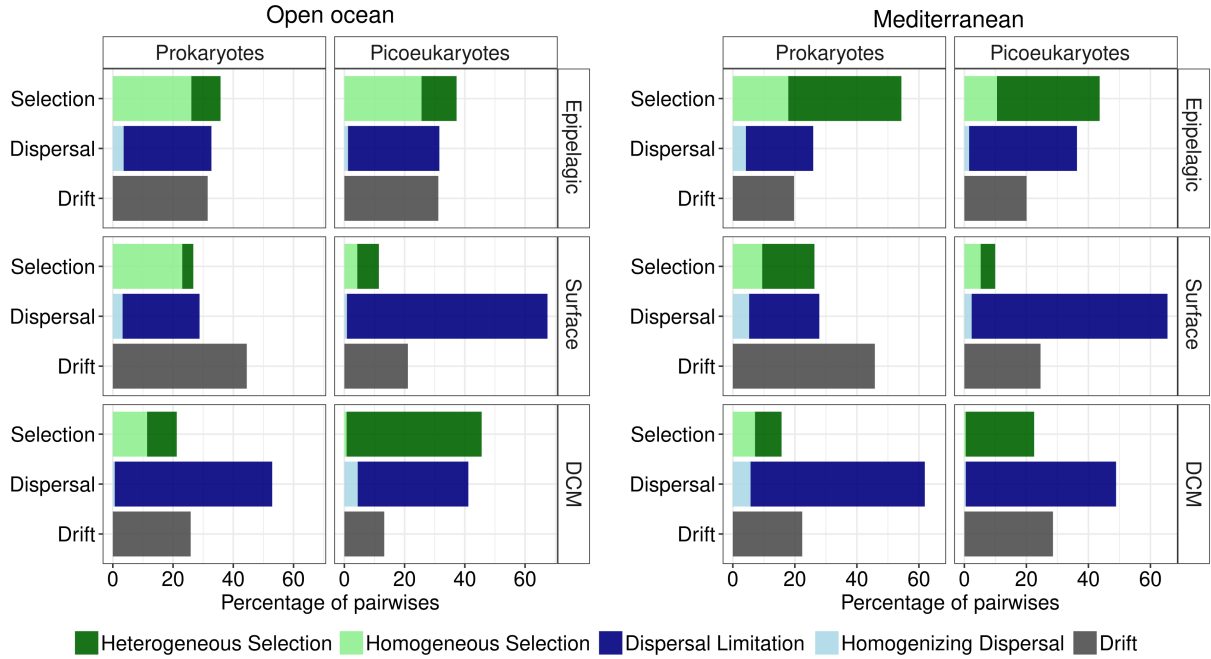 Open ocean
Prokaryotes
Picoeukaryotes
Selection
Dispersal
Drift
Epipelagic
Selection
Dispersal
Drift
Surface
Selection
Dispersal
Drift
DCM
0 20 40 60
0 20 40 60
Percentage of pairwises
Mediterranean
Prokaryotes
Picoeukaryotes
Selection
Dispersal
Drift
Epipelagic
Selection
Dispersal
Drift
Surface
Selection
Dispersal
Drift
DCM
0 20 40 60
0 20 40 60
Percentage of pairwises
Heterogeneous Selection Homogeneous Selection Dispersal Limitation Homogenizing Dispersal Drift